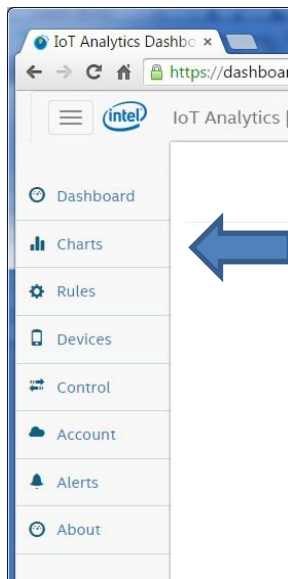 IoT Analytics Dashbo
https://dashboar
intel
IoT Analytics |
Dashboard
Charts
Rules
Devices
Control
Account
Alerts
About